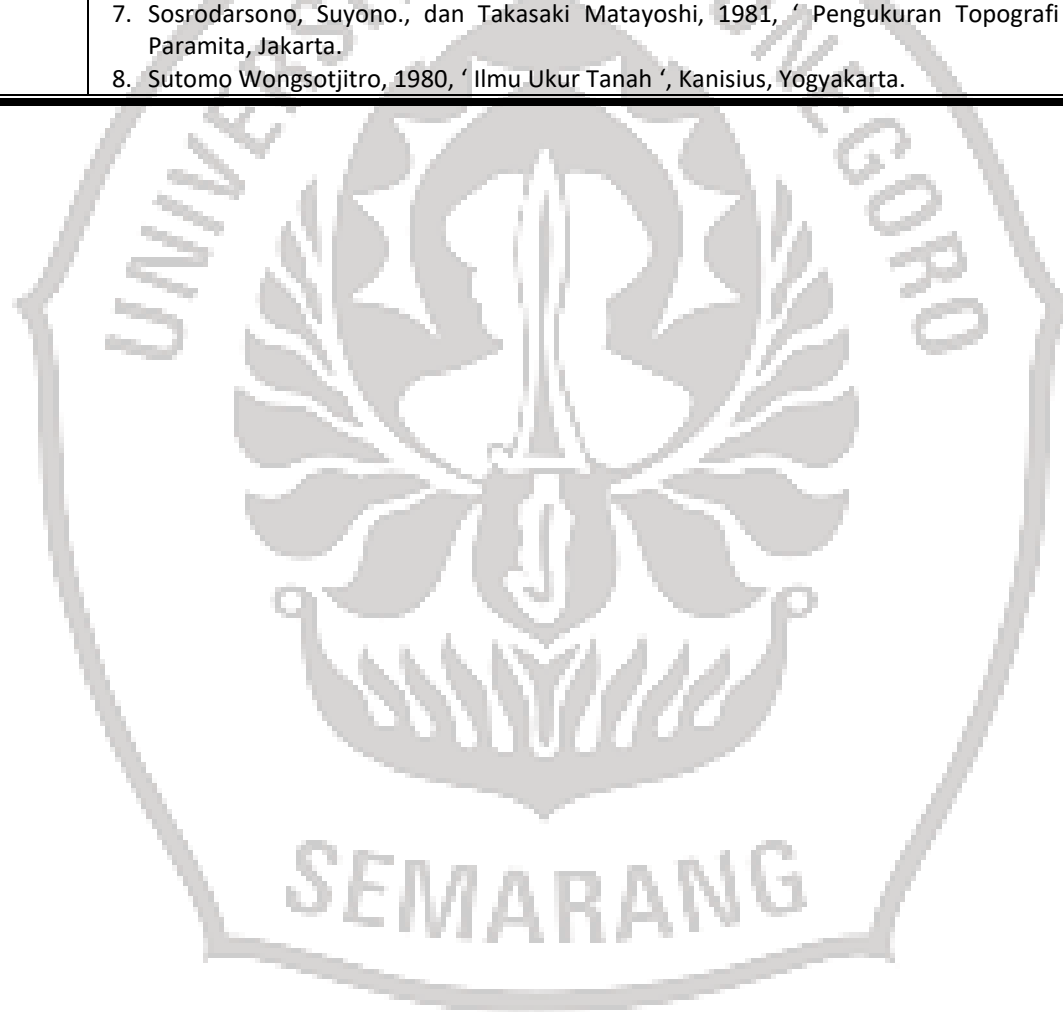 7. Sosrodarsono, Suyono., dan Takasaki Matayoshi, 1981, ‘ Pengukuran Topografi
Paramita, Jakarta.
8. Sutomo Wongsotjitro, 1980, ‘ Ilmu Ukur Tanah ‘, Kanisius, Yogyakarta.
SEMARANG